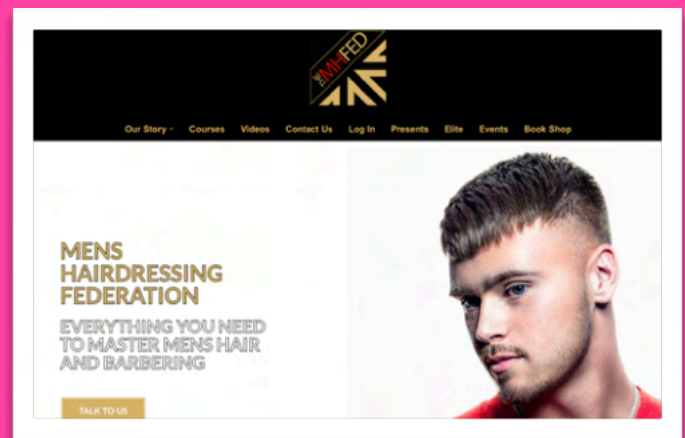 THE MHFED
Our Story Courses Videos Contact Us Log In Presents Elite Events Book Shop
MENS
HAIRDRESSING
FEDERATION
EVERYTHING YOU NEED
TO MASTER MENS HAIR
AND BARBERING
TALK TO US